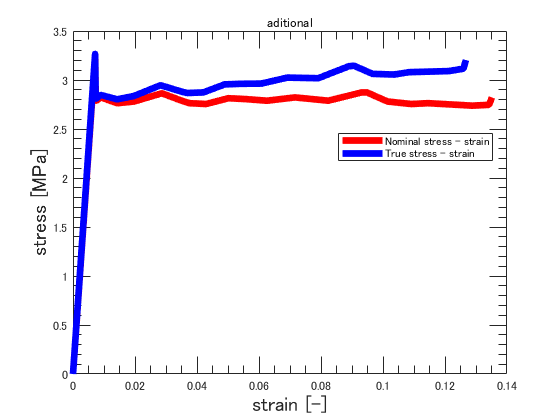 aditional
3.5
3
2.5
2
1.5
1
0.5
0
stress [MPa]
Nominal stress - strain
True stress - strain
0 0.02 0.04 0.06 0.08 0.1 0.12 0.14
strain [-]